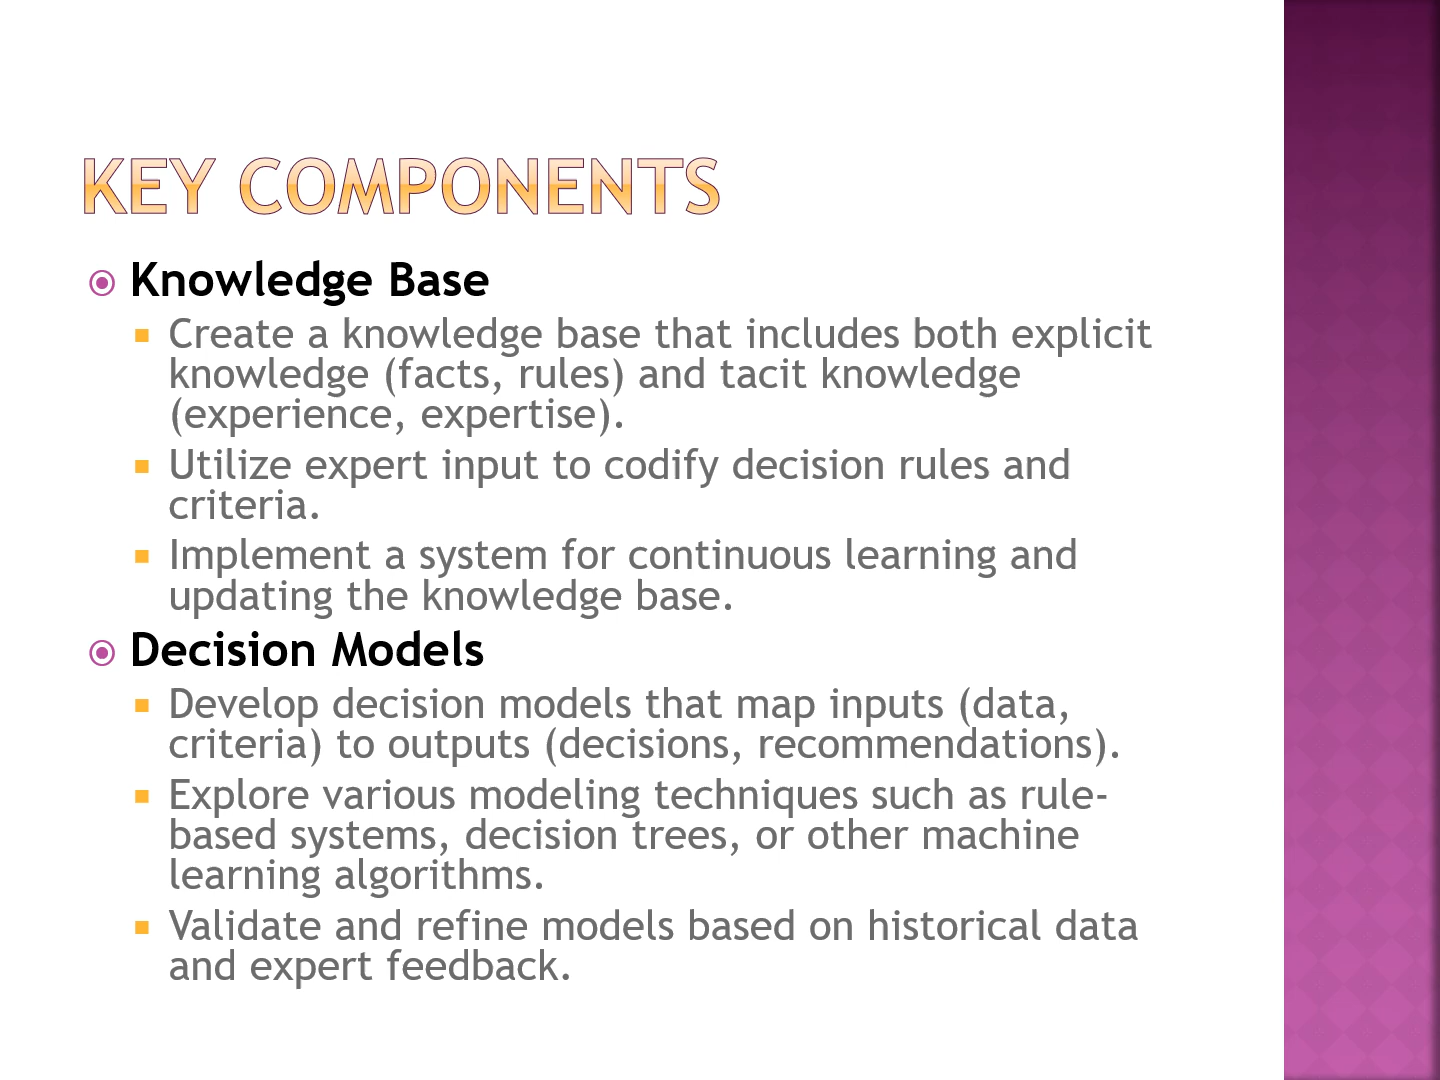 KEY COMPONENTS
Knowledge Base
Create a knowledge base that includes both explicit
knowledge (facts, rules) and tacit knowledge
(experience, expertise).
Utilize expert input to codify decision rules and
criteria.
Implement a system for continuous learning and
updating the knowledge base.
Decision Models
Develop decision models that map inputs (data,
criteria) to outputs (decisions, recommendations).
Explore various modeling techniques such as rule-
based systems, decision trees, or other machine
learning algorithms.
Validate and refine models based on historical data
and expert feedback.